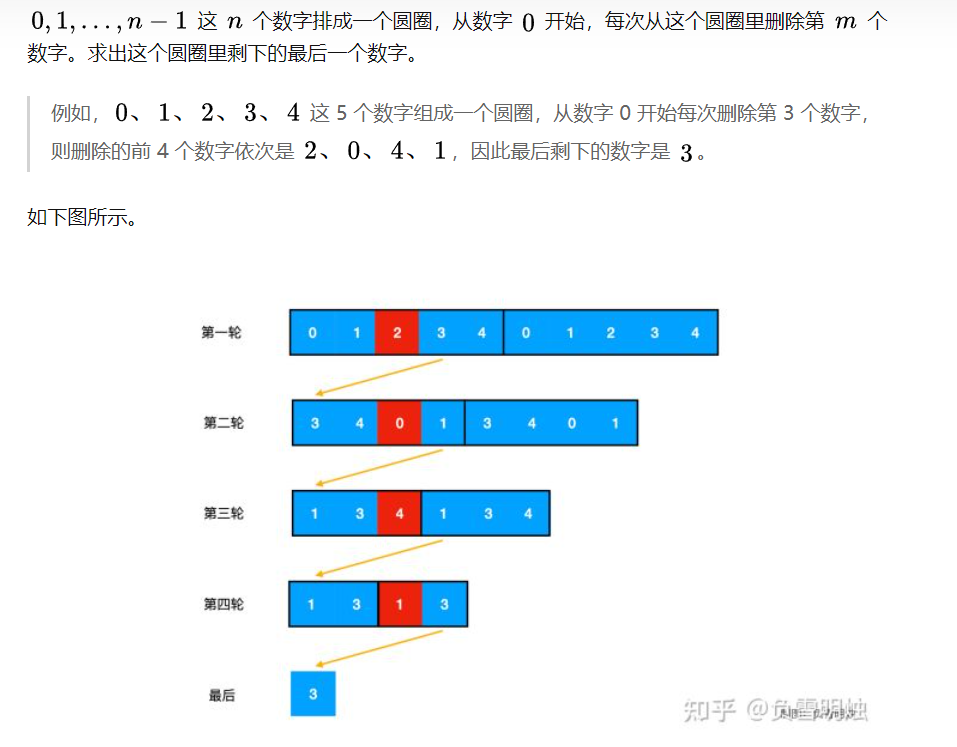 0, 1, . . . , n − 1 这 n 个数字排成一个圆圈，从数字 0 开始，每次从这个圆圈里删除第 m 个
数字。求出这个圆圈里剩下的最后一个数字。
例如， 0、 1、 2、 3、 4 这 5 个数字组成一个圆圈，从数字 0 开始每次删除第 3 个数字，
则删除的前 4 个数字依次是 2、 0、 4、 1，因此最后剩下的数字是 3。
如下图所示。
第一轮 0 1 2 3 4 0 1 2 3 4
第二轮 3 4 0 1 3 4 0 1
第三轮 1 3 4 1 3 4
第四轮 1 3 1 3
最后 3
知乎 @负雪明烛